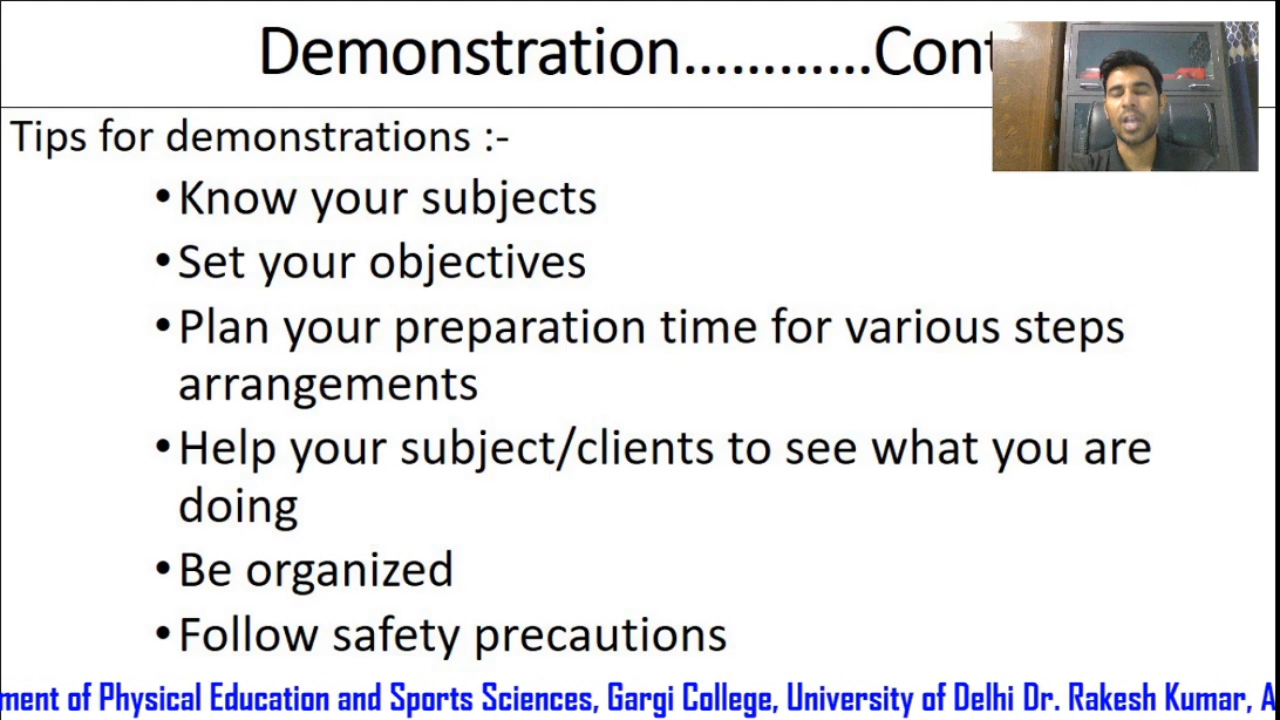 Demonstration............Cont
Tips for demonstrations :-
•Know your subjects
•Set your objectives
•Plan your preparation time for various steps
arrangements
•Help your subject/clients to see what you are
doing
•Be organized
•Follow safety precautions
ment of Physical Education and Sports Sciences, Gargi College, University of Delhi Dr. Rakesh Kumar, A